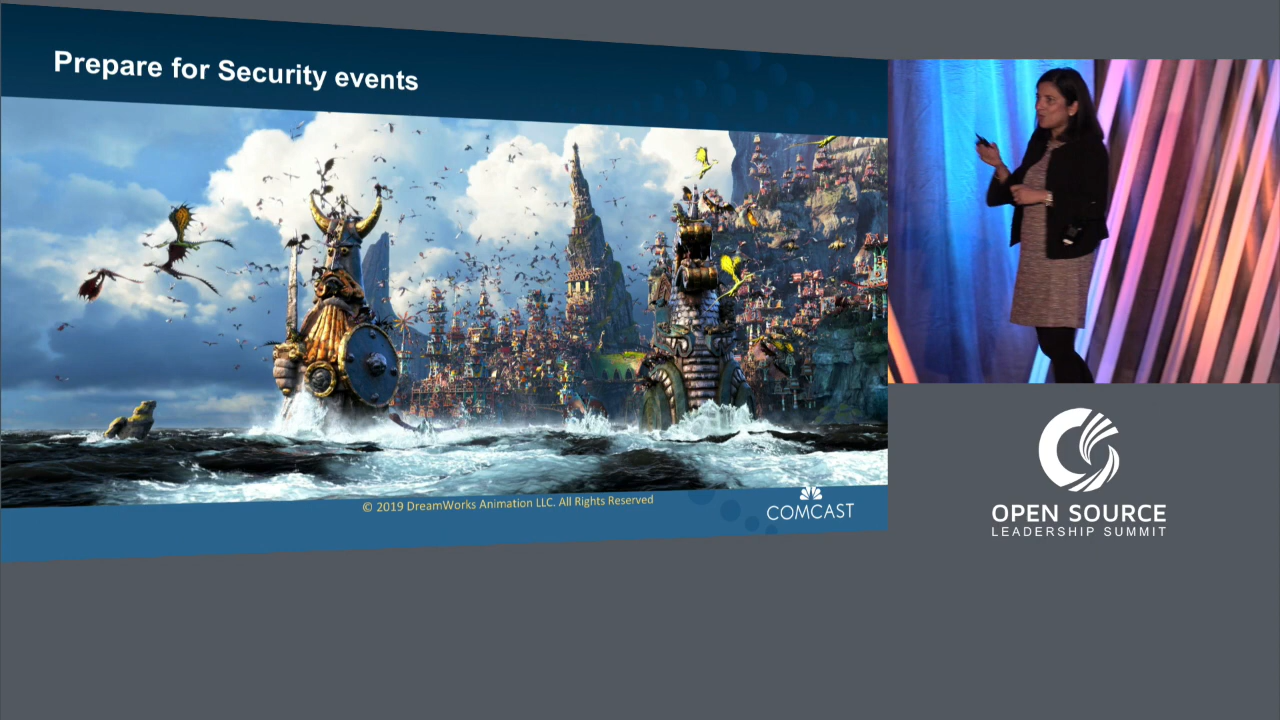 Prepare for Security events
© 2019 DreamWorks Animation LLC. All Rights Reserved
COMCAST
OPEN SOURCE
LEADERSHIP SUMMIT